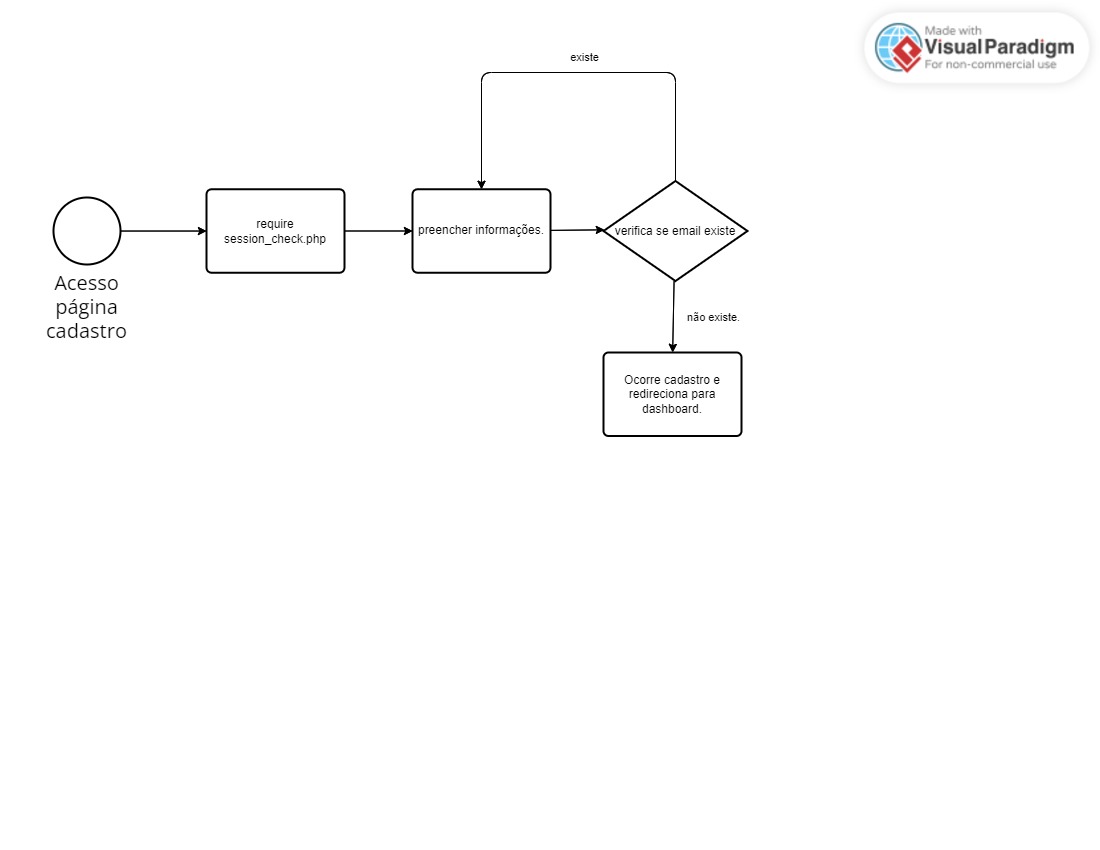 Made with
Visual Paradigm
For non-commercial use
existe
require
session_check.php
preencher informações.
verifica se email existe
Acesso
página
cadastro
não existe.
Ocorre cadastro e
redireciona para
dashboard.